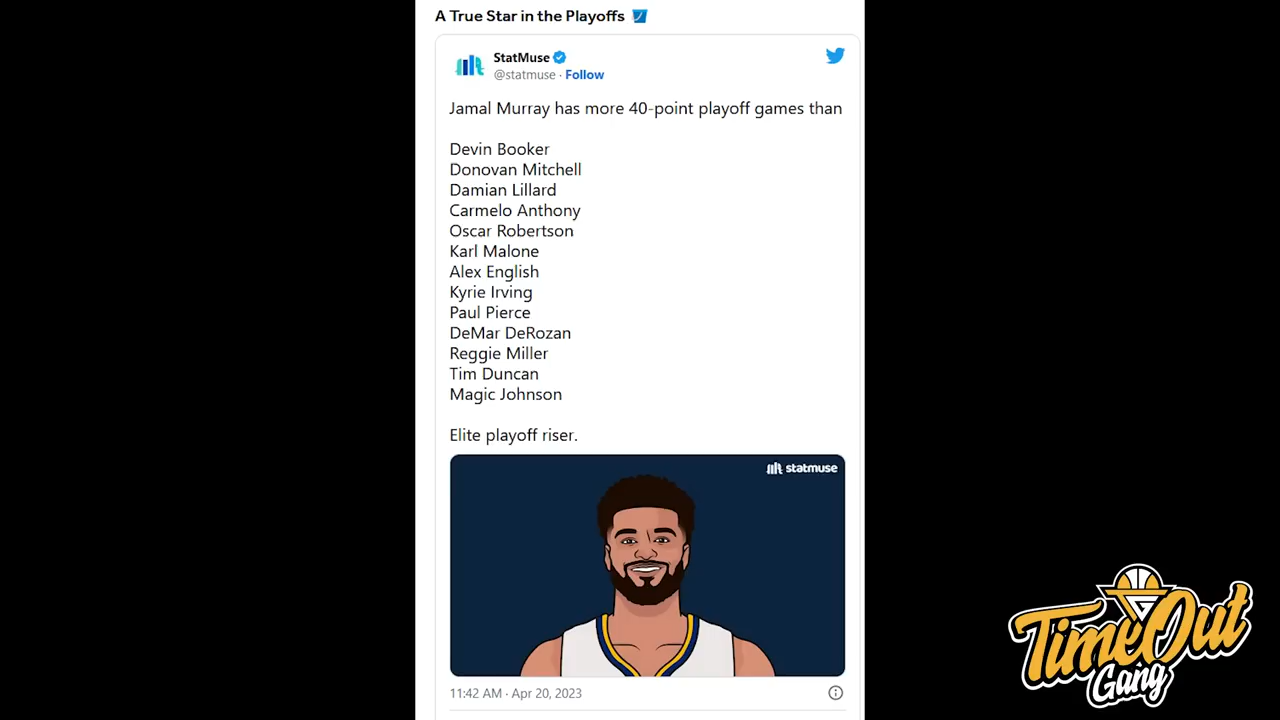 A True Star in the Playoffs
StatMuse
@statmuse · Follow
Jamal Murray has more 40-point playoff games than
Devin Booker
Donovan Mitchell
Damian Lillard
Carmelo Anthony
Oscar Robertson
Karl Malone
Alex English
Kyrie Irving
Paul Pierce
DeMar DeRozan
Reggie Miller
Tim Duncan
Magic Johnson
Elite playoff riser.
statmuse
11:42 AM · Apr 20, 2023
TimeOut
Gang